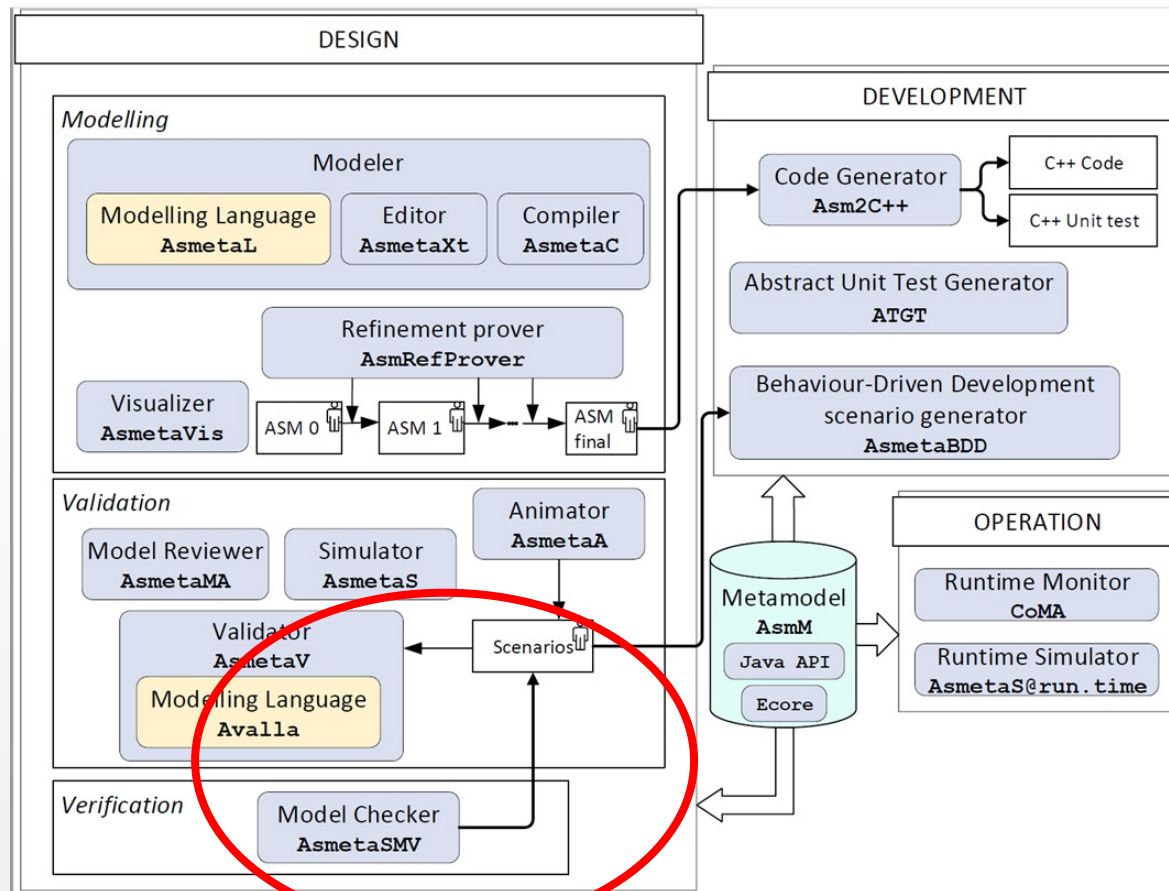 DESIGN
Modelling
Modeler
Modelling Language
AsmetaL
Editor
AsmetaXt
Compiler
AsmetaC
Refinement prover
AsmRefProver
Visualizer
AsmetaVis
ASM 0
ASM 1
...
ASM
final
Validation
Model Reviewer
AsmetaMA
Simulator
AsmetaS
Animator
AsmetaA
Validator
AsmetaV
Modelling Language
Avalla
Scenarios
Verification
Model Checker
AsmetaSMV
DEVELOPMENT
Code Generator
Asm2C++
C++ Code
C++ Unit test
Abstract Unit Test Generator
ATGT
Behaviour-Driven Development
scenario generator
AsmetaBDD
Metamodel
AsmM
Java API
Ecore
OPERATION
Runtime Monitor
CoMA
Runtime Simulator
AsmetaS@run.time